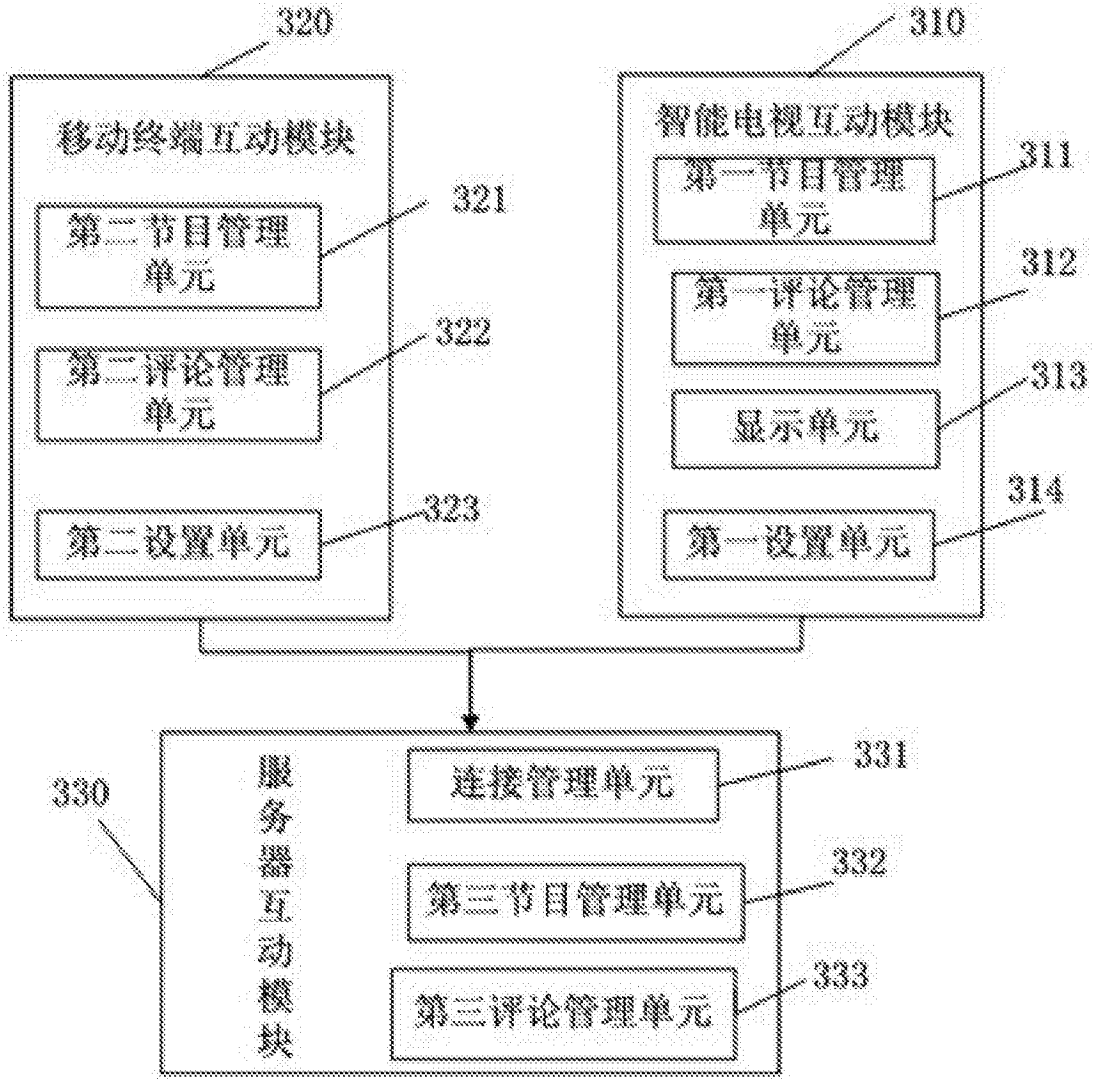 320
移动终端互动模块
321
第二节目管理
单元
322
第二评论管理
单元
323
第二设置单元
310
智能电视互动模块
311
第一节目管理
单元
312
第一评论管理
单元
313
显示单元
314
第一设置单元
330
服务器互动模块
331
连接管理单元
332
第三节目管理单元
333
第三评论管理单元